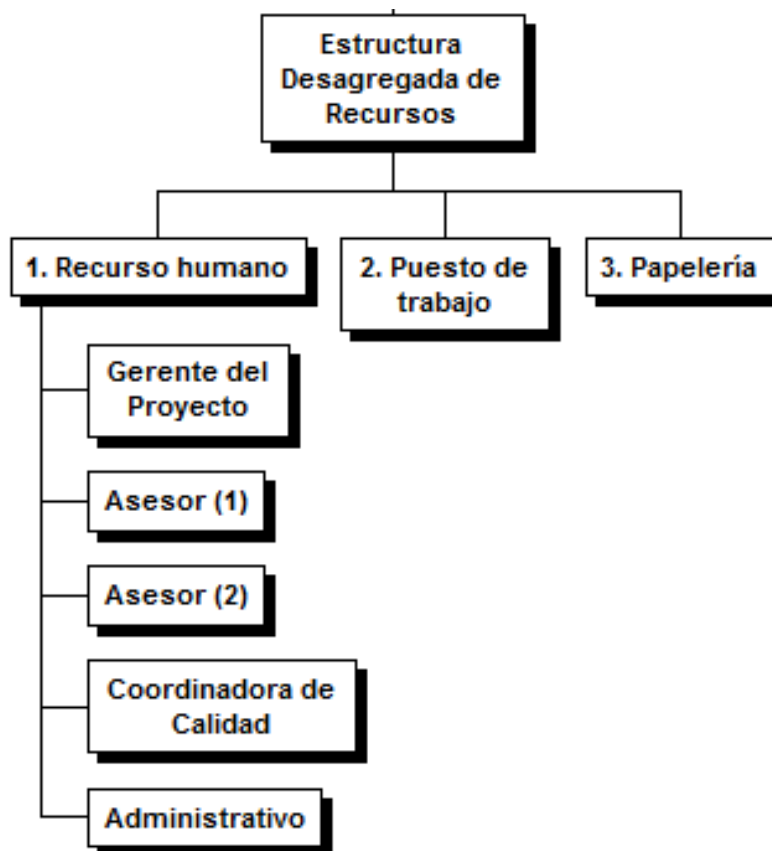 Estructura
Desagregada de
Recursos
1. Recurso humano
2. Puesto de
trabajo
3. Papelería
Gerente del
Proyecto
Asesor (1)
Asesor (2)
Coordinadora de
Calidad
Administrativo